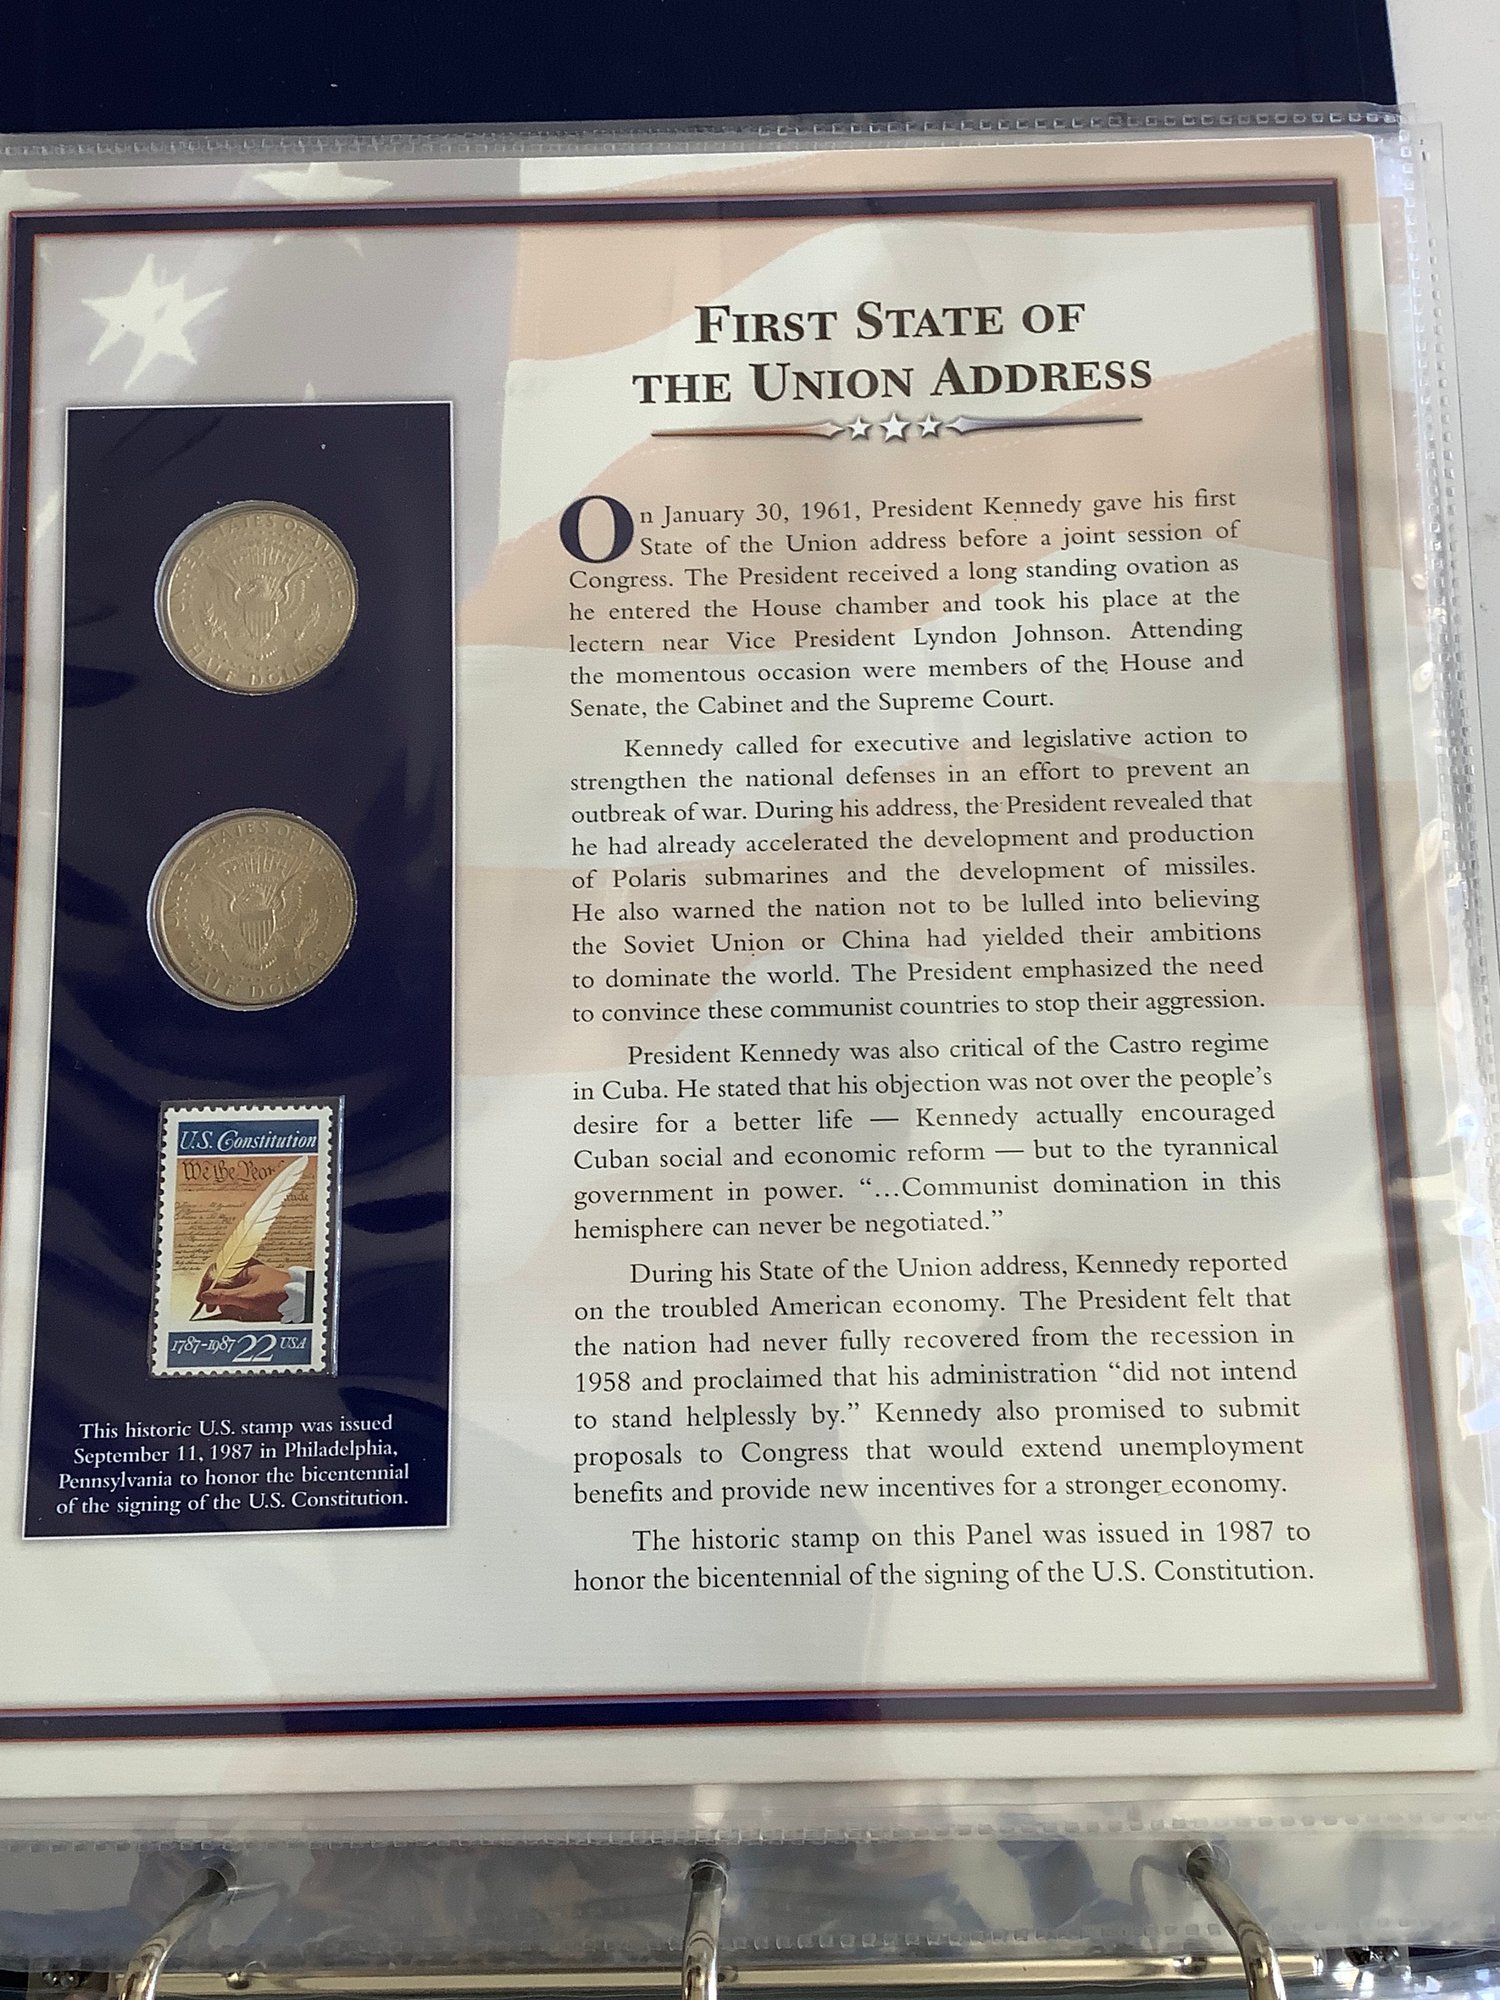 FIRST STATE OF
THE UNION ADDRESS
On January 30, 1961, President Kennedy gave his first
State of the Union address before a joint session of
Congress. The President received a long standing ovation as
he entered the House chamber and took his place at the
lectern near Vice President Lyndon Johnson. Attending
the momentous occasion were members of the House and
Senate, the Cabinet and the Supreme Court.
Kennedy called for executive and legislative action to
strengthen the national defenses in an effort to prevent an
outbreak of war. During his address, the President revealed that
he had already accelerated the development and production
of Polaris submarines and the development of missiles.
He also warned the nation not to be lulled into believing
the Soviet Union or China had yielded their ambitions
to dominate the world. The President emphasized the need
to convince these communist countries to stop their aggression.
President Kennedy was also critical of the Castro regime
in Cuba. He stated that his objection was not over the people's
desire for a better life — Kennedy actually encouraged
Cuban social and economic reform — but to the tyrannical
government in power. “…Communist domination in this
hemisphere can never be negotiated.”
During his State of the Union address, Kennedy reported
on the troubled American economy. The President felt that
the nation had never fully recovered from the recession in
1958 and proclaimed that his administration “did not intend
to stand helplessly by.” Kennedy also promised to submit
proposals to Congress that would extend unemployment
benefits and provide new incentives for a stronger economy.
The historic stamp on this Panel was issued in 1987 to
honor the bicentennial of the signing of the U.S. Constitution.
UNITED STATES OF AMERICA
HALF DOLLAR
UNITED STATES OF AMERICA
HALF DOLLAR
U.S. Constitution
We the Peop
1787-1987 22 USA
This historic U.S. stamp was issued
September 11, 1987 in Philadelphia,
Pennsylvania to honor the bicentennial
of the signing of the U.S. Constitution.